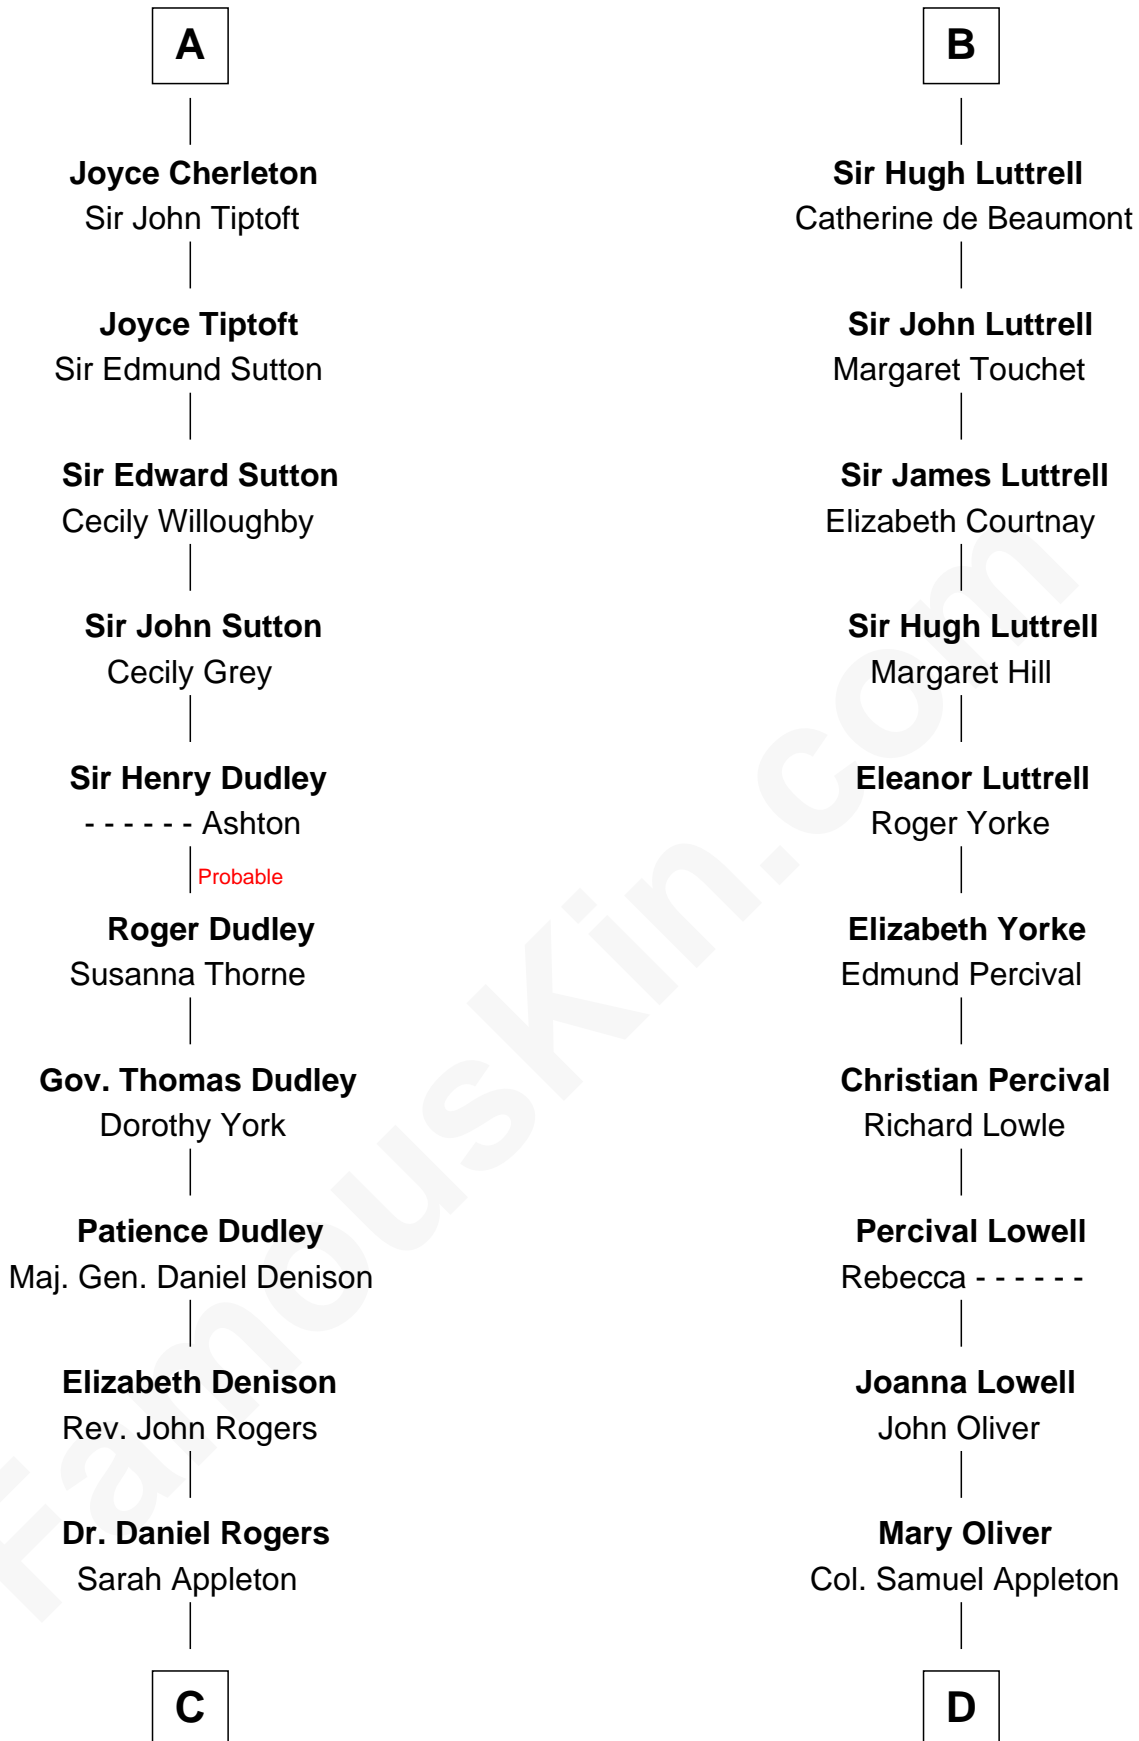 A
Joyce Cherleton
Sir John Tiptoft
Joyce Tiptoft
Sir Edmund Sutton
Sir Edward Sutton
Cecily Willoughby
Sir John Sutton
Cecily Grey
Sir Henry Dudley
- - - - - - Ashton
Probable
Roger Dudley
Susanna Thorne
Gov. Thomas Dudley
Dorothy York
Patience Dudley
Maj. Gen. Daniel Denison
Elizabeth Denison
Rev. John Rogers
Dr. Daniel Rogers
Sarah Appleton
C
B
Sir Hugh Luttrell
Catherine de Beaumont
Sir John Luttrell
Margaret Touchet
Sir James Luttrell
Elizabeth Courtnay
Sir Hugh Luttrell
Margaret Hill
Eleanor Luttrell
Roger Yorke
Elizabeth Yorke
Edmund Percival
Christian Percival
Richard Lowle
Percival Lowell
Rebecca - - - - - -
Joanna Lowell
John Oliver
Mary Oliver
Col. Samuel Appleton
D
FamousKin.com